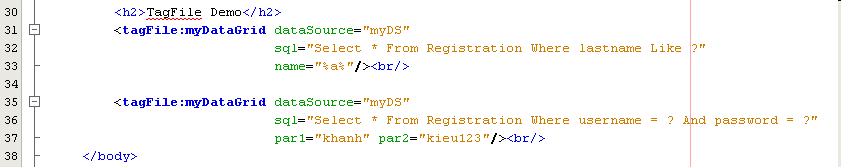 30 <h2>TagFile Demo</h2>
31 <tagFile:myDataGrid dataSource="myDS"
32 sql="Select * From Registration Where lastname Like ?"
33 name="%a%"/><br/>
34
35 <tagFile:myDataGrid dataSource="myDS"
36 sql="Select * From Registration Where username = ? And password = ?"
37 par1="khanh" par2="kieu123"/><br/>
38 </body>